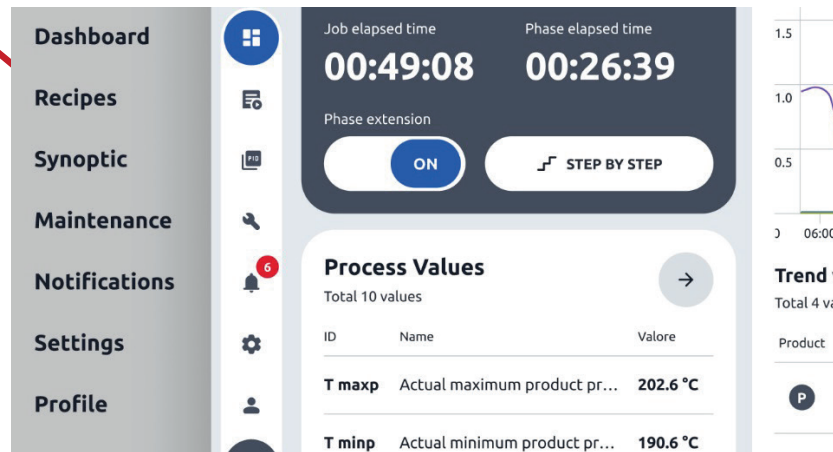 Dashboard
Recipes
Synoptic
Maintenance
Notifications
Settings
Profile
PID
6
Job elapsed time
00:49:08
Phase elapsed time
00:26:39
Phase extension
ON
STEP BY STEP
Process Values
Total 10 values
ID Name Valore
T maxp Actual maximum product pr... 202.6 °C
T minp Actual minimum product pr... 190.6 °C
1.5
1.0
0.5
06:00
Trend
Total 4
Product
P